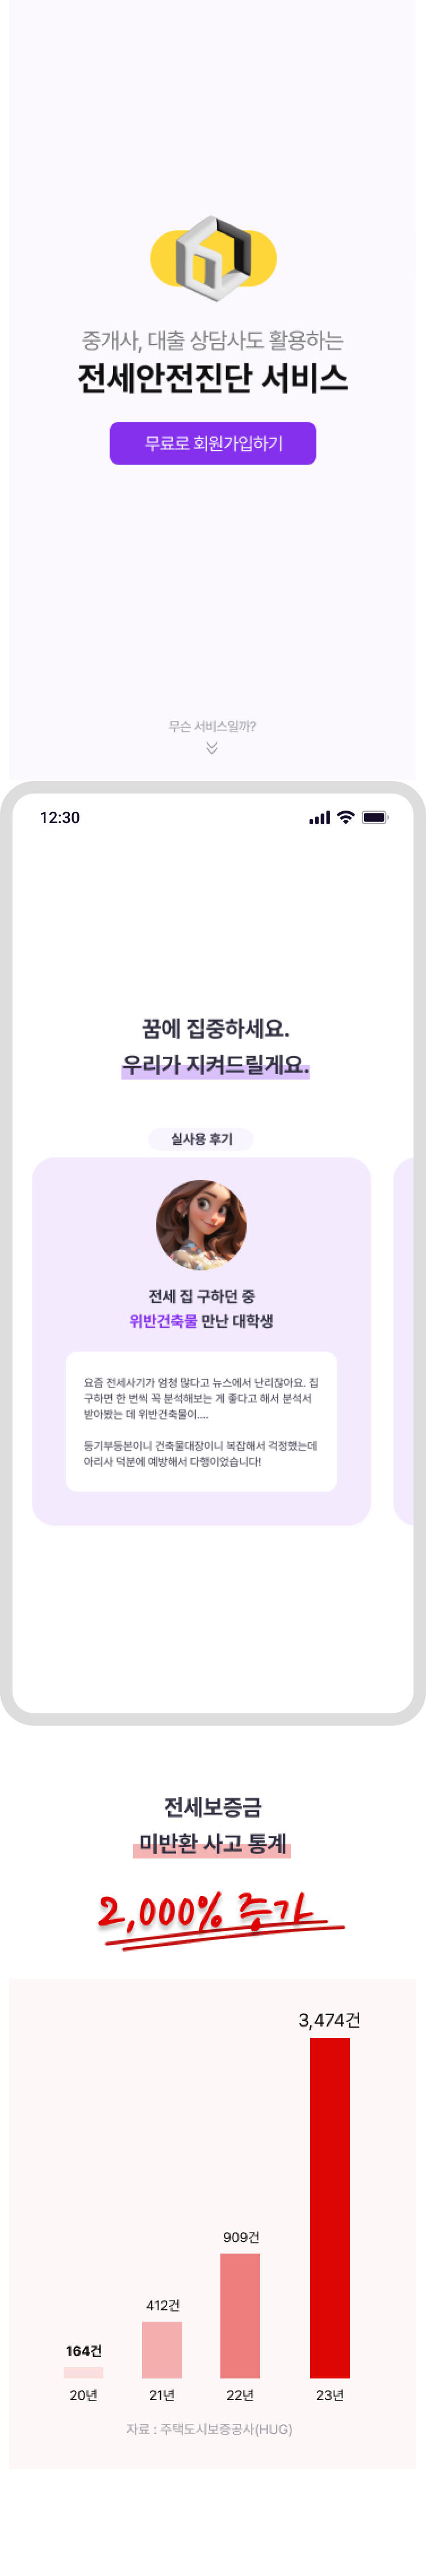 중개사, 대출 상담사도 활용하는
전세안전진단 서비스
무료로 회원가입하기
무슨 서비스일까?
12:30
꿈에 집중하세요.
우리가 지켜드릴게요.
실사용 후기
전세 집 구하던 중
위반건축물 만난 대학생
요즘 전세사기가 엄청 많다고 뉴스에서 난리잖아요. 집
구하면 한 번씩 꼭 분석해보는 게 좋다고 해서 분석서
받아봤는 데 위반건축물이....
등기부등본이니 건축물대장이니 복잡해서 걱정했는데
아리사 덕분에 예방해서 다행이었습니다!
전세보증금
미반환 사고 통계
2,000% 증가
3,474건
909건
412건
164건
20년 21년 22년 23년
자료 : 주택도시보증공사(HUG)